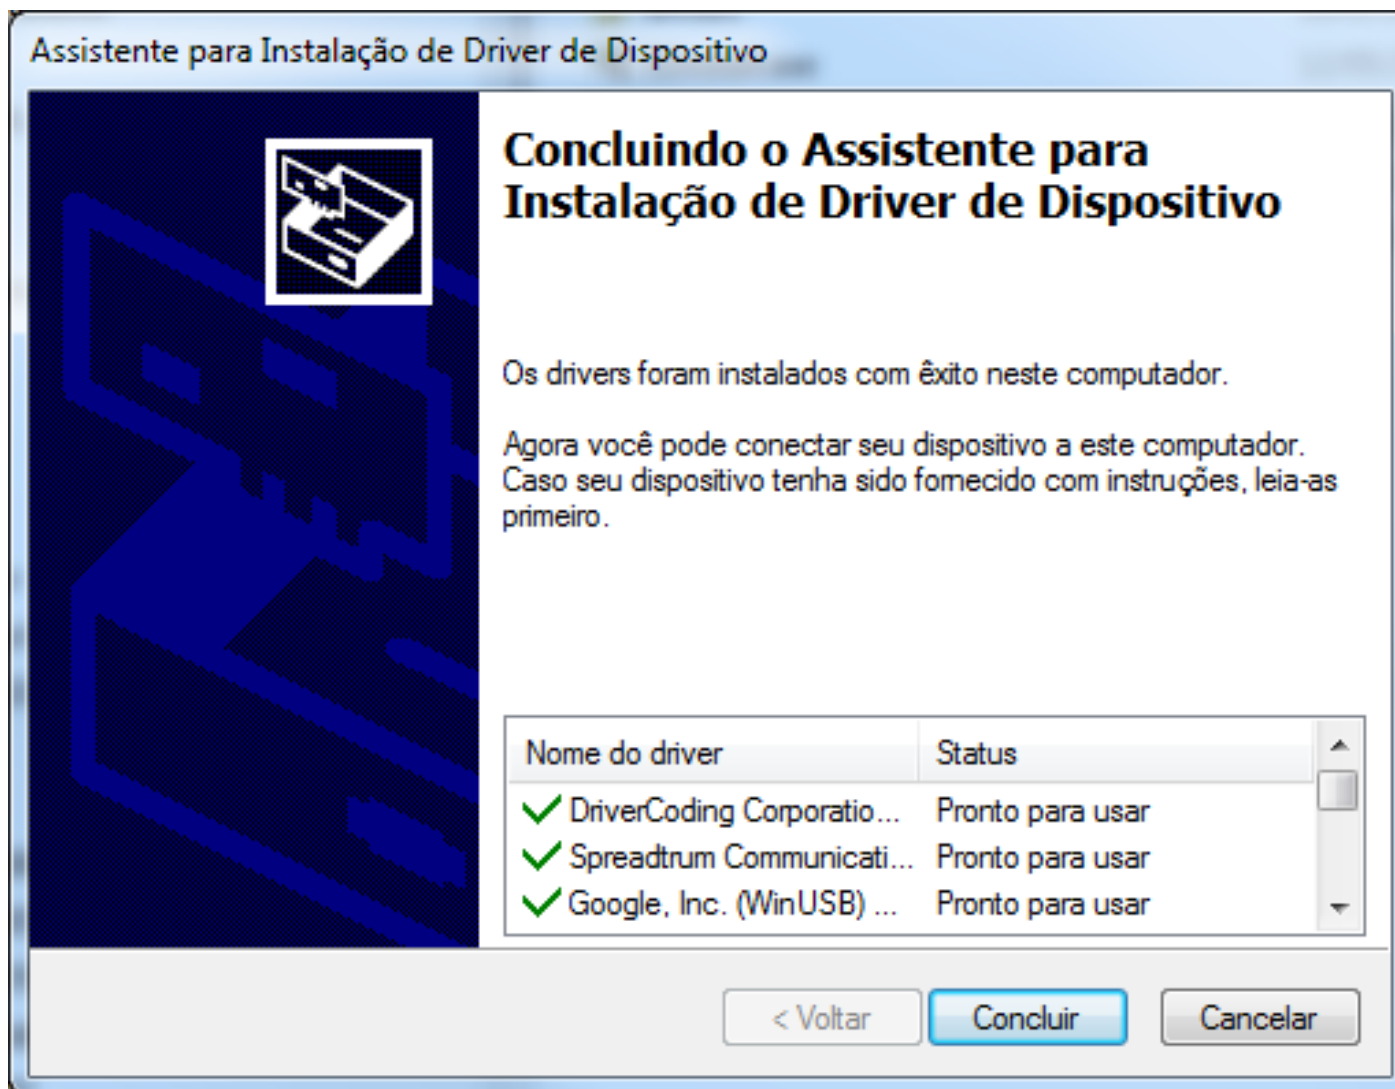 Assistente para Instalação de Driver de Dispositivo
Concluindo o Assistente para
Instalação de Driver de Dispositivo
Os drivers foram instalados com êxito neste computador.
Agora você pode conectar seu dispositivo a este computador.
Caso seu dispositivo tenha sido fornecido com instruções, leia-as
primeiro.
Nome do driver Status
DriverCoding Corporatio... Pronto para usar
Spreadtrum Communicati... Pronto para usar
Google, Inc. (WinUSB) ... Pronto para usar
< Voltar Concluir Cancelar